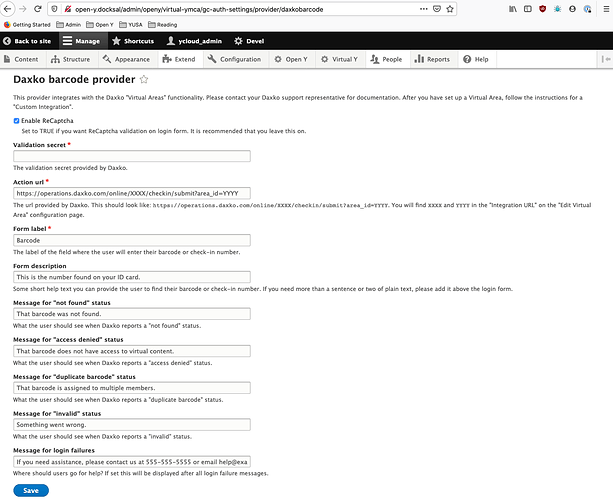 open-y.docksal/admin/openy/virtual-ymca/gc-auth-settings/provider/daxkobarcode
Getting Started Admin Open Y YUSA Reading
Back to site Manage Shortcuts ycloud_admin Devel
Content Structure Appearance Extend Configuration Open Y Virtual Y People Reports Help
Daxko barcode provider
This provider integrates with the Daxko "Virtual Areas" functionality. Please contact your Daxko support representative for documentation. After you have set up a Virtual Area, follow the instructions for a
"Custom Integration".
Enable ReCaptcha
Set to TRUE if you want ReCaptcha validation on login form. It is recommended that you leave this on.
Validation secret *
The validation secret provided by Daxko.
Action url *
https://operations.daxko.com/online/XXXX/checkin/submit?area_id=YYYY
The url provided by Daxko. This should look like: https://operations.daxko.com/online/XXXX/checkin/submit?area_id=YYYY. You will find XXXX and YYYY in the "Integration URL" on the "Edit Virtual
Area" configuration page.
Form label *
Barcode
The label of the field where the user will enter their barcode or check-in number.
Form description
This is the number found on your ID card.
Some short help text you can provide the user to find their barcode or check-in number. If you need more than a sentence or two of plain text, please add it above the login form.
Message for "not found" status
That barcode was not found.
What the user should see when Daxko reports a "not found" status.
Message for "access denied" status
That barcode does not have access to virtual content.
What the user should see when Daxko reports a "access denied" status.
Message for "duplicate barcode" status
That barcode is assigned to multiple members.
What the user should see when Daxko reports a "duplicate barcode" status.
Message for "invalid" status
Something went wrong.
What the user should see when Daxko reports a "invalid" status.
Message for login failures
If you need assistance, please contact us at 555-555-5555 or email help@exa
Where should users go for help? If set this will be displayed after all login failure messages.
Save